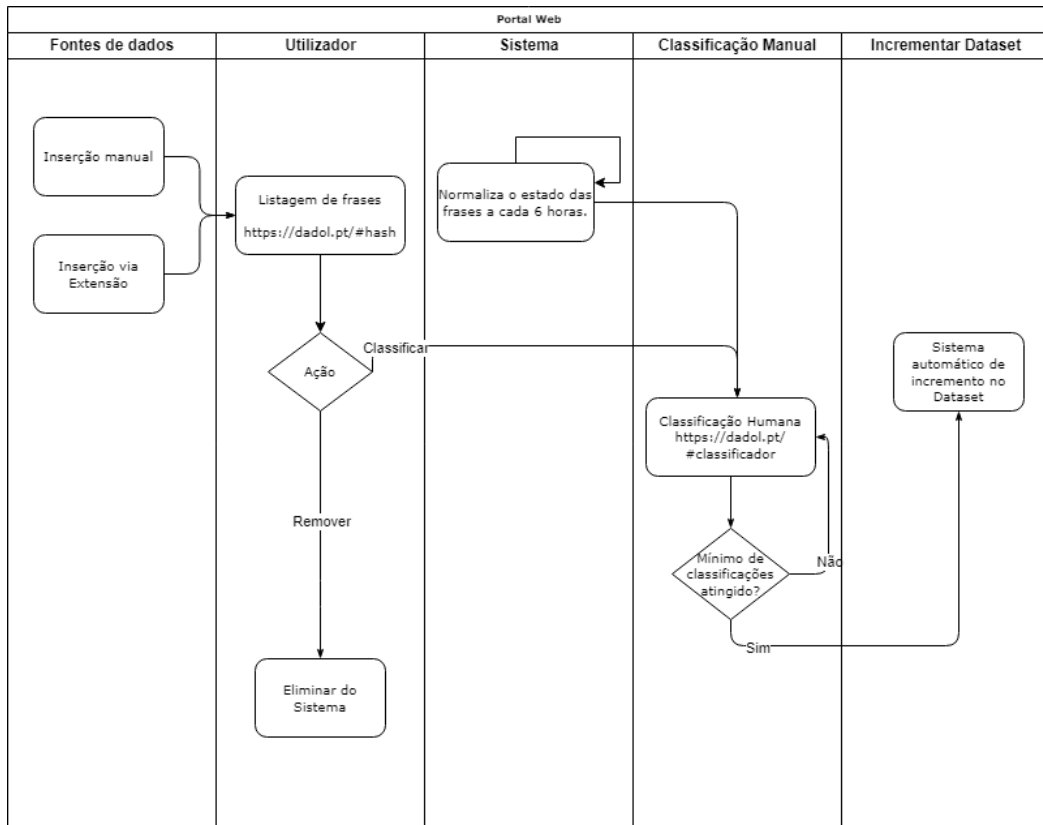 Portal Web
Fontes de dados
Utilizador
Sistema
Classificação Manual
Incrementar Dataset
Inserção manual
Inserção via
Extensão
Listagem de frases
https://dadol.pt/#hash
Ação
Classificar
Remover
Eliminar do
Sistema
Normaliza o estado das
frases a cada 6 horas.
Classificação Humana
https://dadol.pt/
#classificador
Mínimo de
classificações
atingido?
Não
Sim
Sistema
automático de
incremento no
Dataset